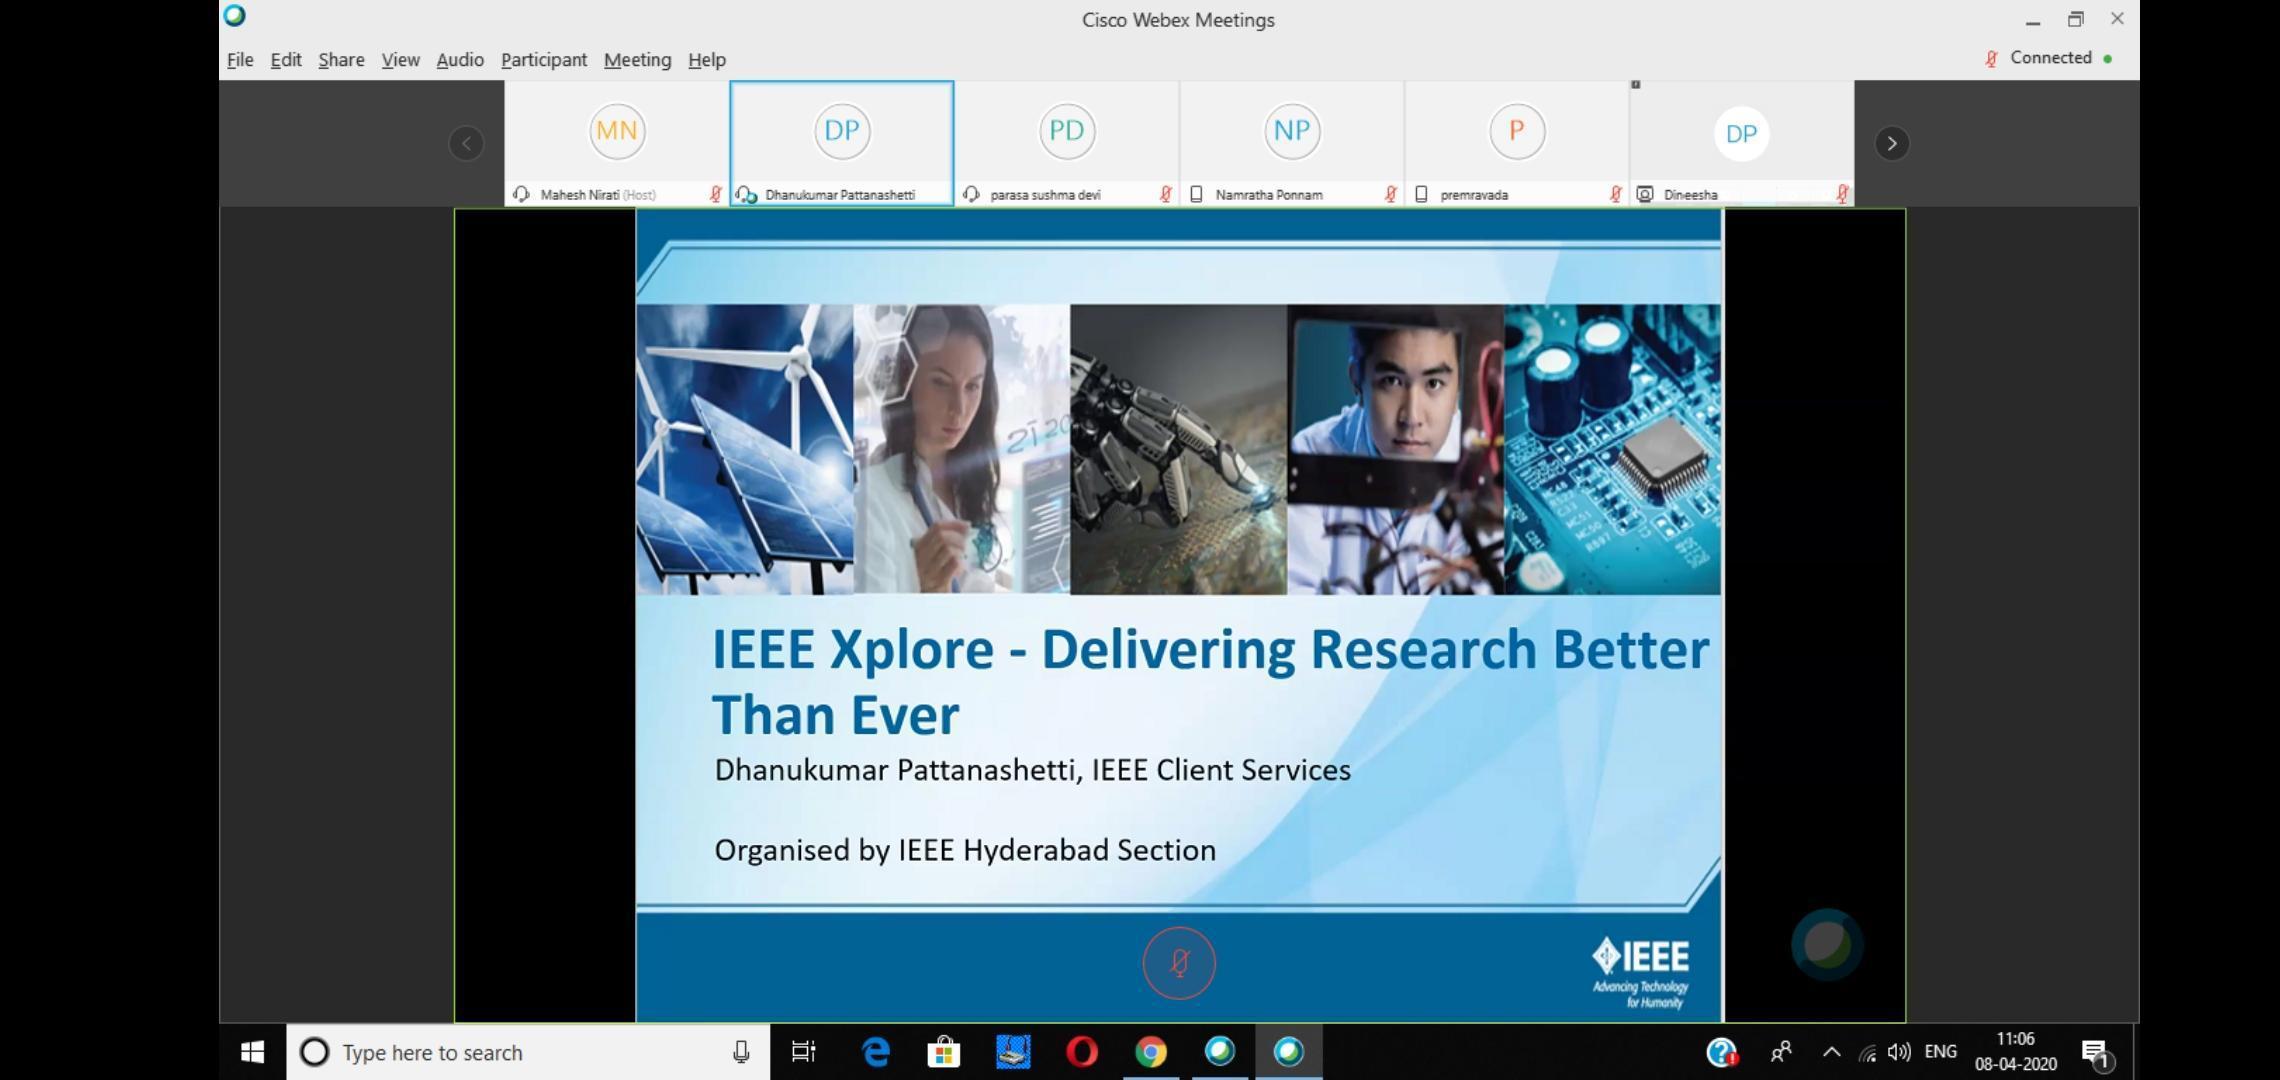 Cisco Webex Meetings
File Edit Share View Audio Participant Meeting Help
Connected
MN
DP
PD
NP
P
DP
Mahesh Nirati (Host)
Dhanukumar Pattanashetti
parasa sushma devi
Namratha Ponnam
premravada
Dineesha
IEEE Xplore - Delivering Research Better
Than Ever
Dhanukumar Pattanashetti, IEEE Client Services
Organised by IEEE Hyderabad Section
IEEE
Advancing Technology
for Humanity
Type here to search
ENG
11:06
08-04-2020
1